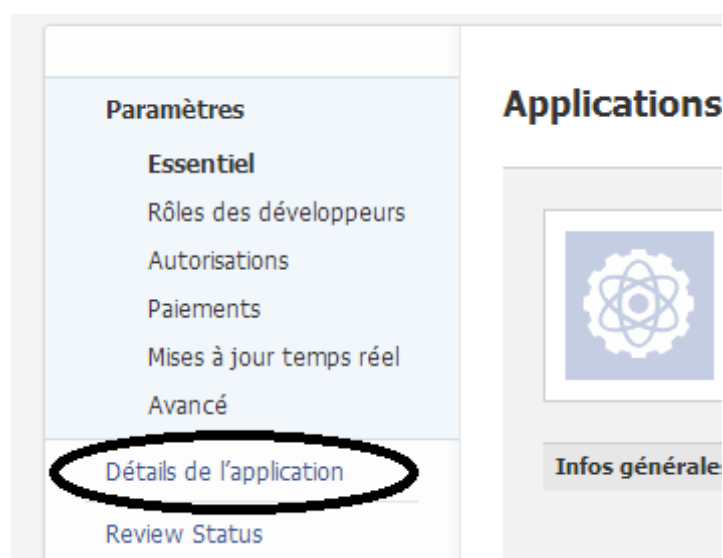 Paramètres
Essentiel
Rôles des développeurs
Autorisations
Paiements
Mises à jour temps réel
Avancé
Détails de l'application
Review Status
Applications
Infos générales